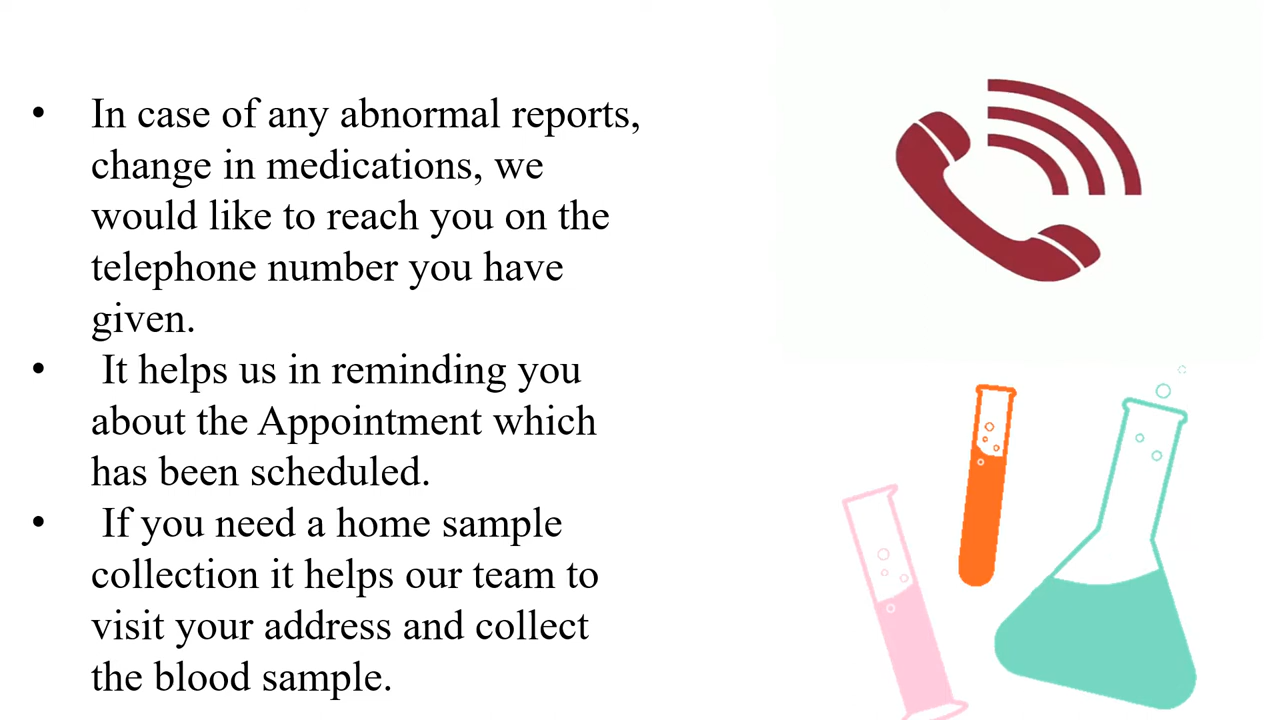 • In case of any abnormal reports,
change in medications, we
would like to reach you on the
telephone number you have
given.
• It helps us in reminding you
about the Appointment which
has been scheduled.
• If you need a home sample
collection it helps our team to
visit your address and collect
the blood sample.